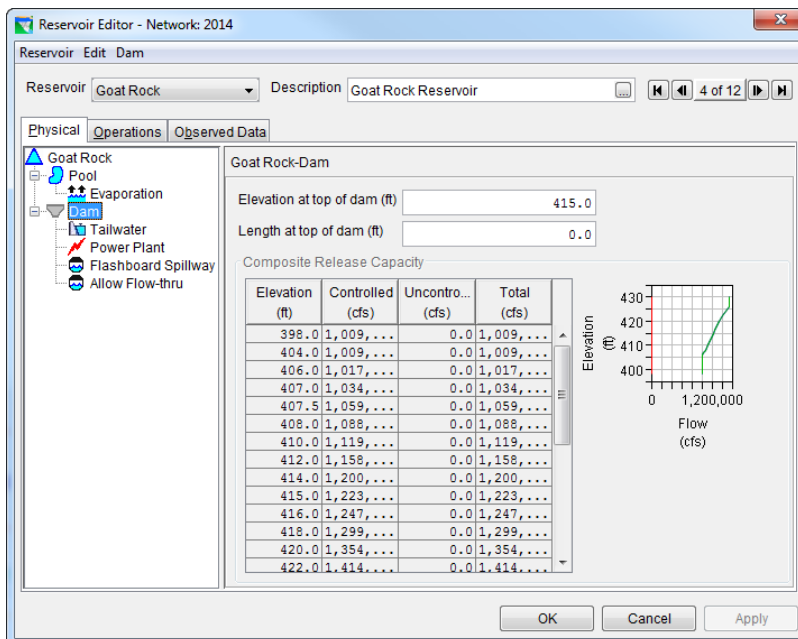 Reservoir Editor - Network: 2014
Reservoir Edit Dam
Reservoir Goat Rock Description Goat Rock Reservoir ... 4 of 12
Physical Operations Observed Data
Goat Rock
Pool
Evaporation
Dam
Tailwater
Power Plant
Flashboard Spillway
Allow Flow-thru
Goat Rock-Dam
Elevation at top of dam (ft) 415.0
Length at top of dam (ft) 0.0
Composite Release Capacity
Elevation Controlled Uncontro... Total
(ft) (cfs) (cfs) (cfs)
398.0 1,009,... 0.0 1,009,...
404.0 1,009,... 0.0 1,009,...
406.0 1,017,... 0.0 1,017,...
407.0 1,034,... 0.0 1,034,...
407.5 1,059,... 0.0 1,059,...
408.0 1,088,... 0.0 1,088,...
410.0 1,119,... 0.0 1,119,...
412.0 1,158,... 0.0 1,158,...
414.0 1,200,... 0.0 1,200,...
415.0 1,223,... 0.0 1,223,...
416.0 1,247,... 0.0 1,247,...
418.0 1,299,... 0.0 1,299,...
420.0 1,354,... 0.0 1,354,...
422.0 1,414,... 0.0 1,414,...
Elevation
(ft)
430
420
410
400
0 1,200,000
Flow
(cfs)
OK Cancel Apply